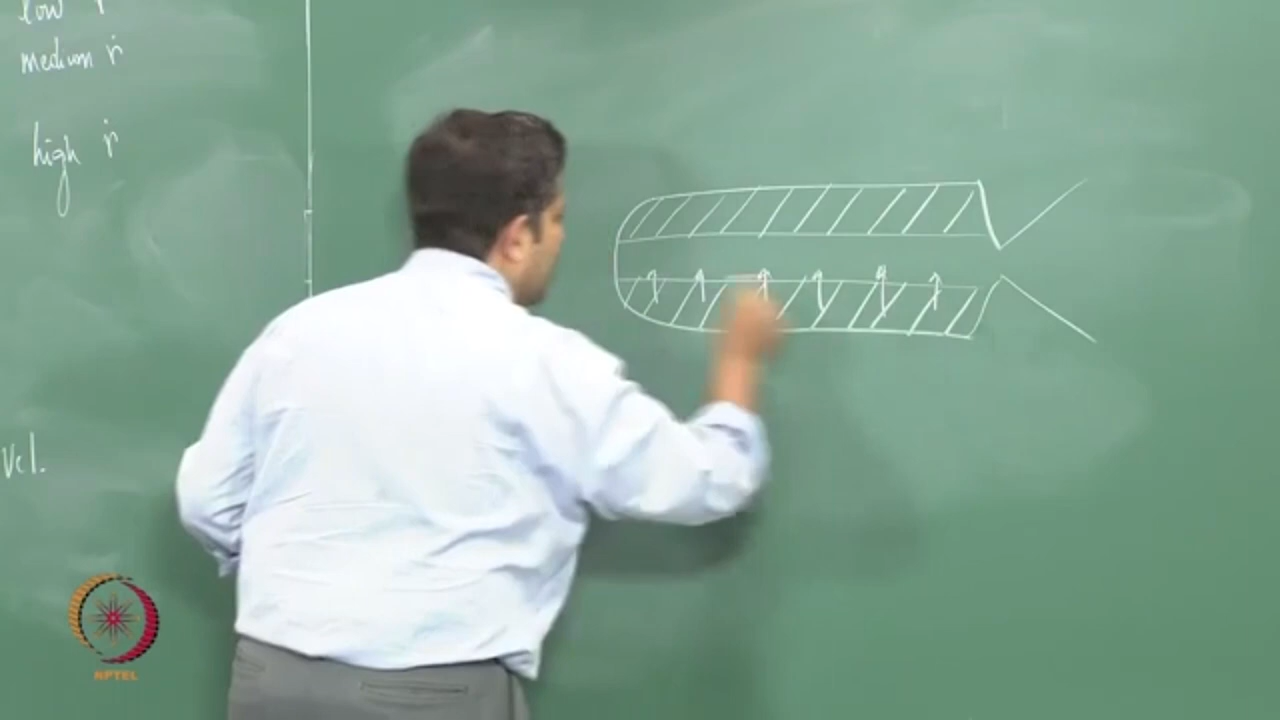 low ṙ
medium ṙ
high ṙ
Vel.
NPTEL